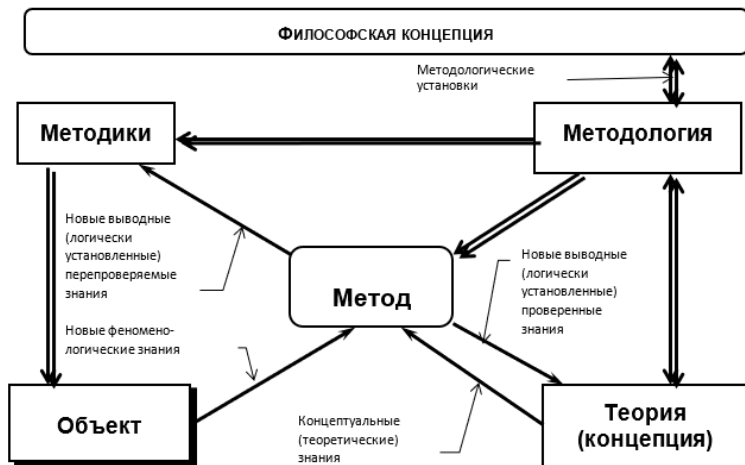 ФИЛОСОФСКАЯ КОНЦЕПЦИЯ
Методологические
установки
Методики
Методология
Новые выводные
(логически
установленные)
перепроверяемые
знания
Метод
Новые выводные
(логически
установленные)
проверенные
знания
Новые феномено-
логические знания
Объект
Концептуальные
(теоретические)
знания
Теория
(концепция)